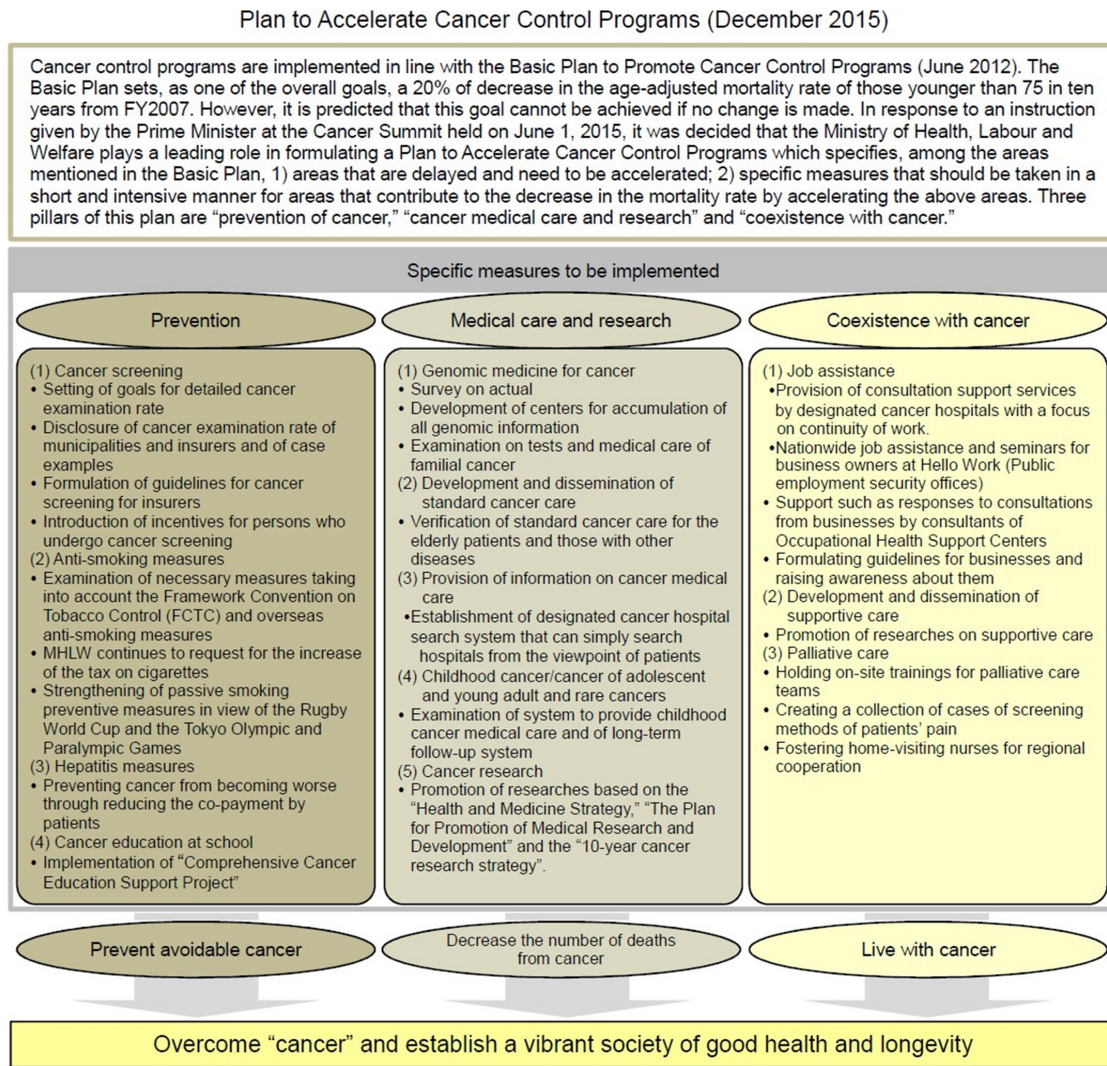 Plan to Accelerate Cancer Control Programs (December 2015)
Cancer control programs are implemented in line with the Basic Plan to Promote Cancer Control Programs (June 2012). The
Basic Plan sets, as one of the overall goals, a 20% of decrease in the age-adjusted mortality rate of those younger than 75 in ten
years from FY2007. However, it is predicted that this goal cannot be achieved if no change is made. In response to an instruction
given by the Prime Minister at the Cancer Summit held on June 1, 2015, it was decided that the Ministry of Health, Labour and
Welfare plays a leading role in formulating a Plan to Accelerate Cancer Control Programs which specifies, among the areas
mentioned in the Basic Plan, 1) areas that are delayed and need to be accelerated; 2) specific measures that should be taken in a
short and intensive manner for areas that contribute to the decrease in the mortality rate by accelerating the above areas. Three
pillars of this plan are “prevention of cancer,” “cancer medical care and research” and “coexistence with cancer.”
Specific measures to be implemented
Prevention
(1) Cancer screening
• Setting of goals for detailed cancer
examination rate
• Disclosure of cancer examination rate of
municipalities and insurers and of case
examples
• Formulation of guidelines for cancer
screening for insurers
• Introduction of incentives for persons who
undergo cancer screening
(2) Anti-smoking measures
• Examination of necessary measures taking
into account the Framework Convention on
Tobacco Control (FCTC) and overseas
anti-smoking measures
• MHLW continues to request for the increase
of the tax on cigarettes
• Strengthening of passive smoking
preventive measures in view of the Rugby
World Cup and the Tokyo Olympic and
Paralympic Games
(3) Hepatitis measures
• Preventing cancer from becoming worse
through reducing the co-payment by
patients
(4) Cancer education at school
• Implementation of “Comprehensive Cancer
Education Support Project”
Medical care and research
(1) Genomic medicine for cancer
• Survey on actual
• Development of centers for accumulation of
all genomic information
• Examination on tests and medical care of
familial cancer
(2) Development and dissemination of
standard cancer care
• Verification of standard cancer care for the
elderly patients and those with other
diseases
(3) Provision of information on cancer medical
care
• Establishment of designated cancer hospital
search system that can simply search
hospitals from the viewpoint of patients
(4) Childhood cancer/cancer of adolescent
and young adult and rare cancers
• Examination of system to provide childhood
cancer medical care and of long-term
follow-up system
(5) Cancer research
• Promotion of researches based on the
“Health and Medicine Strategy,” “The Plan
for Promotion of Medical Research and
Development” and the “10-year cancer
research strategy”.
Coexistence with cancer
(1) Job assistance
• Provision of consultation support services
by designated cancer hospitals with a focus
on continuity of work.
• Nationwide job assistance and seminars for
business owners at Hello Work (Public
employment security offices)
• Support such as responses to consultations
from businesses by consultants of
Occupational Health Support Centers
• Formulating guidelines for businesses and
raising awareness about them
(2) Development and dissemination of
supportive care
• Promotion of researches on supportive care
(3) Palliative care
• Holding on-site trainings for palliative care
teams
• Creating a collection of cases of screening
methods of patients’ pain
• Fostering home-visiting nurses for regional
cooperation
Prevent avoidable cancer
Decrease the number of deaths
from cancer
Live with cancer
Overcome “cancer” and establish a vibrant society of good health and longevity